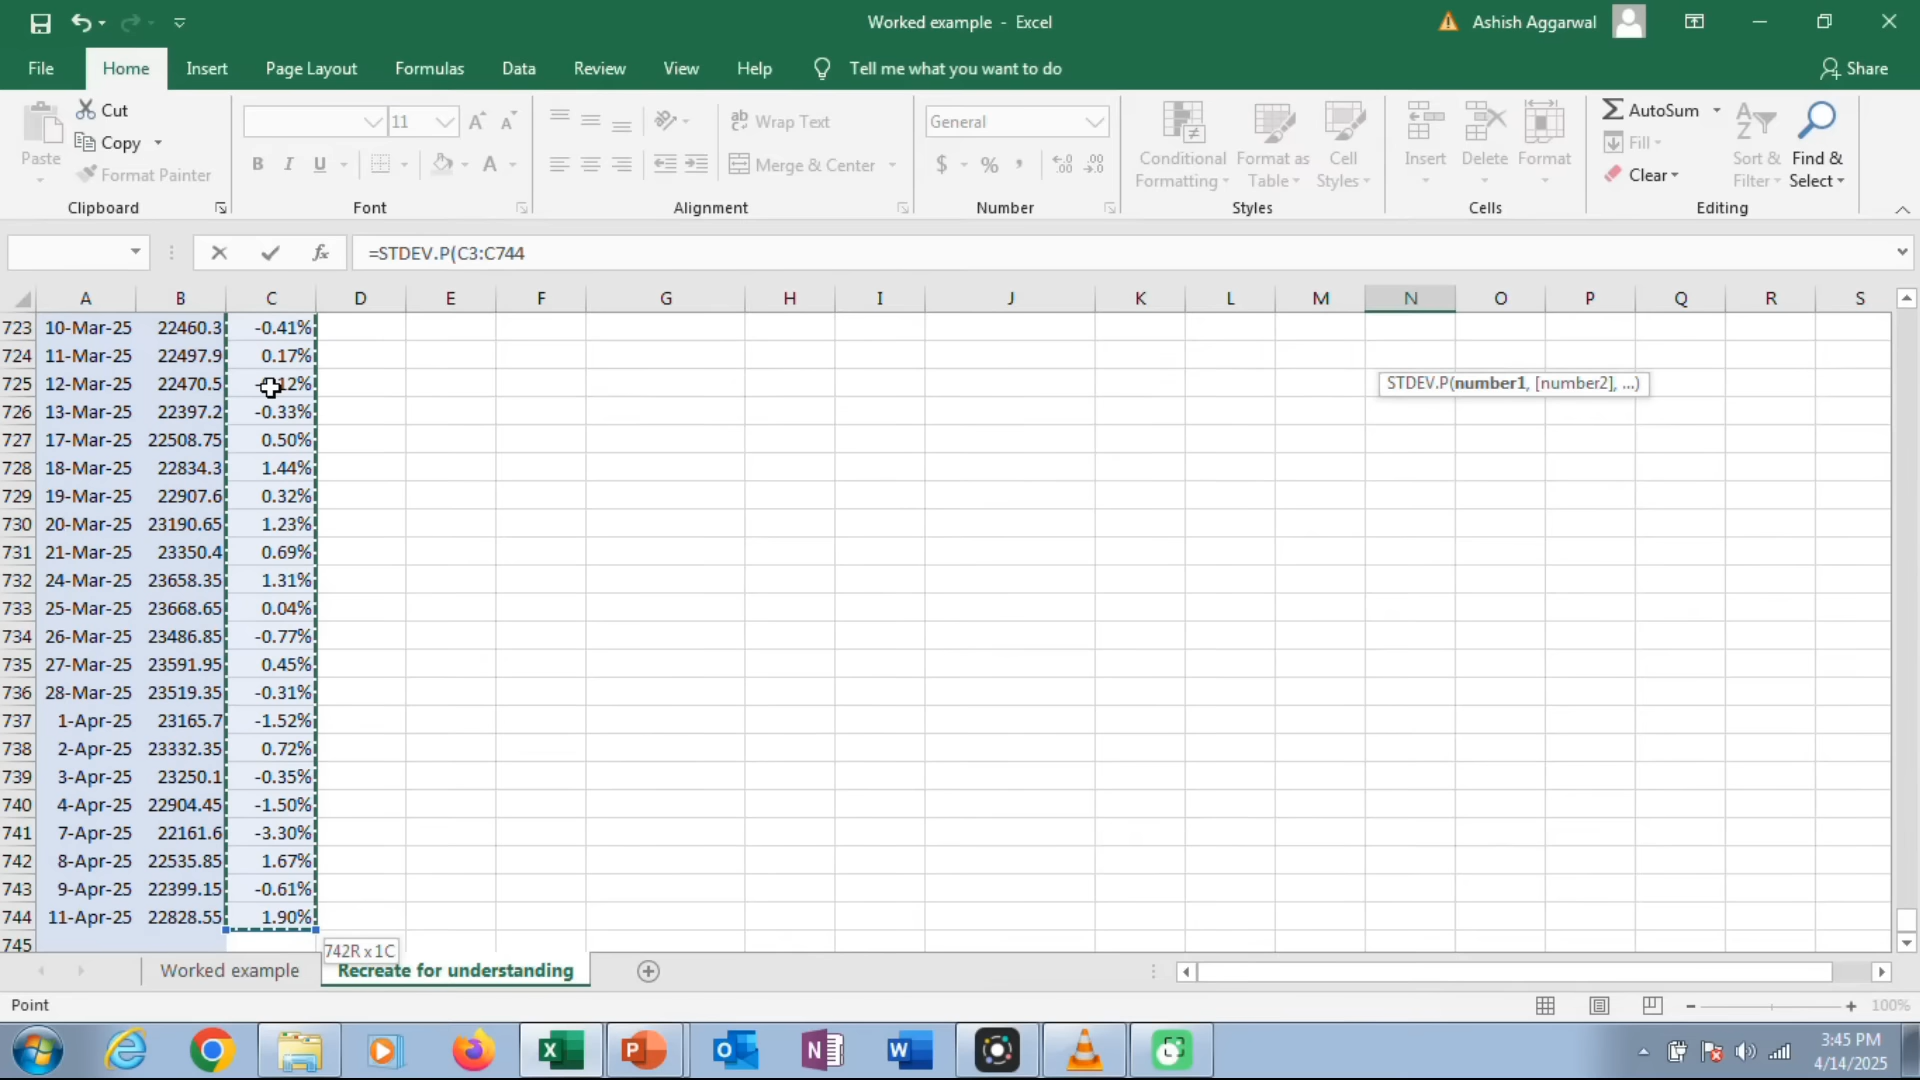 Worked example - Excel
Ashish Aggarwal
File Home Insert Page Layout Formulas Data Review View Help Tell me what you want to do Share
Paste Cut Copy Format Painter Clipboard
11 A A B I U A Font
ab Wrap Text Merge & Center Alignment
General $ % , Number
Conditional Formatting Format as Table Cell Styles Styles
Insert Delete Format Cells
AutoSum Fill Clear Sort & Filter Find & Select Editing
fx =STDEV.P(C3:C744
A B C D E F G H I J K L M N O P Q R S
723 10-Mar-25 22460.3 -0.41%
724 11-Mar-25 22497.9 0.17%
725 12-Mar-25 22470.5 12% STDEV.P(number1, [number2], ...)
726 13-Mar-25 22397.2 -0.33%
727 17-Mar-25 22508.75 0.50%
728 18-Mar-25 22834.3 1.44%
729 19-Mar-25 22907.6 0.32%
730 20-Mar-25 23190.65 1.23%
731 21-Mar-25 23350.4 0.69%
732 24-Mar-25 23658.35 1.31%
733 25-Mar-25 23668.65 0.04%
734 26-Mar-25 23486.85 -0.77%
735 27-Mar-25 23591.95 0.45%
736 28-Mar-25 23519.35 -0.31%
737 1-Apr-25 23165.7 -1.52%
738 2-Apr-25 23332.35 0.72%
739 3-Apr-25 23250.1 -0.35%
740 4-Apr-25 22904.45 -1.50%
741 7-Apr-25 22161.6 -3.30%
742 8-Apr-25 22535.85 1.67%
743 9-Apr-25 22399.15 -0.61%
744 11-Apr-25 22828.55 1.90%
745
742R x 1C
Worked example Recreate for understanding
Point 100%
3:45 PM
4/14/2025